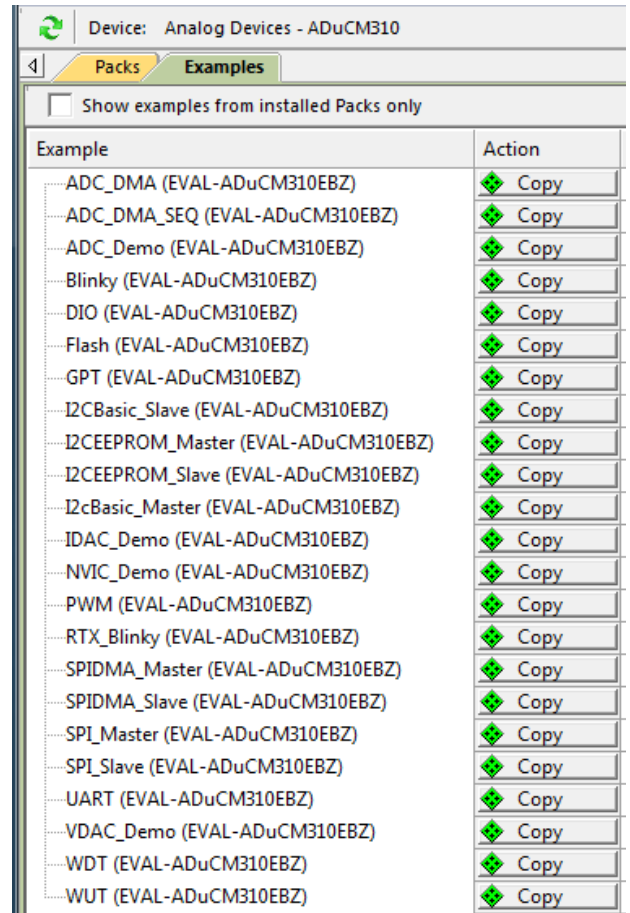 Device: Analog Devices - ADuCM310
Packs Examples
Show examples from installed Packs only
Example Action
ADC_DMA (EVAL-ADuCM310EBZ) Copy
ADC_DMA_SEQ (EVAL-ADuCM310EBZ) Copy
ADC_Demo (EVAL-ADuCM310EBZ) Copy
Blinky (EVAL-ADuCM310EBZ) Copy
DIO (EVAL-ADuCM310EBZ) Copy
Flash (EVAL-ADuCM310EBZ) Copy
GPT (EVAL-ADuCM310EBZ) Copy
I2CBasic_Slave (EVAL-ADuCM310EBZ) Copy
I2CEEPROM_Master (EVAL-ADuCM310EBZ) Copy
I2CEEPROM_Slave (EVAL-ADuCM310EBZ) Copy
I2cBasic_Master (EVAL-ADuCM310EBZ) Copy
IDAC_Demo (EVAL-ADuCM310EBZ) Copy
NVIC_Demo (EVAL-ADuCM310EBZ) Copy
PWM (EVAL-ADuCM310EBZ) Copy
RTX_Blinky (EVAL-ADuCM310EBZ) Copy
SPIDMA_Master (EVAL-ADuCM310EBZ) Copy
SPIDMA_Slave (EVAL-ADuCM310EBZ) Copy
SPI_Master (EVAL-ADuCM310EBZ) Copy
SPI_Slave (EVAL-ADuCM310EBZ) Copy
UART (EVAL-ADuCM310EBZ) Copy
VDAC_Demo (EVAL-ADuCM310EBZ) Copy
WDT (EVAL-ADuCM310EBZ) Copy
WUT (EVAL-ADuCM310EBZ) Copy